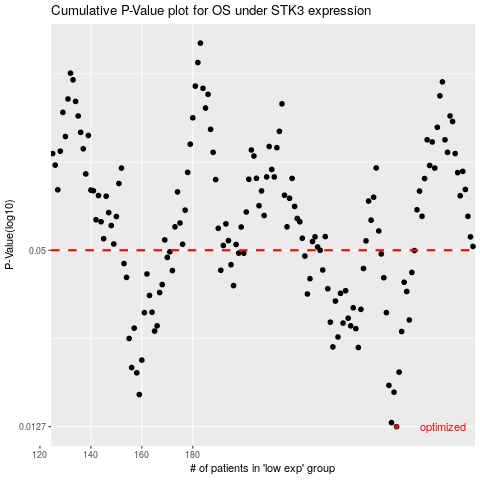 Cumulative P-Value plot for OS under STK3 expression
P-Value(log10)
0.05
0.0127
optimized
120 140 160 180
# of patients in 'low exp' group